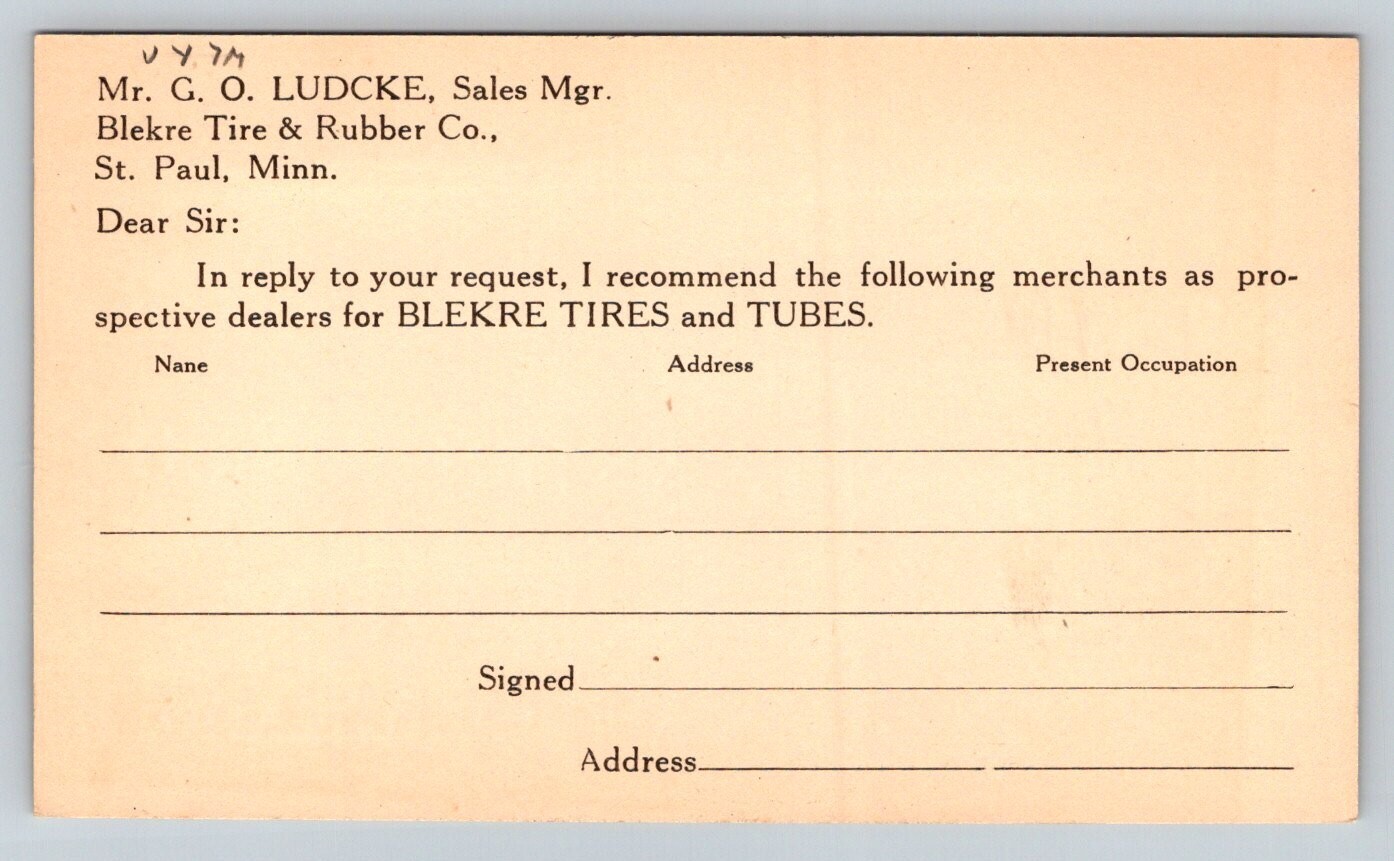 Mr. G. O. LUDCKE, Sales Mgr.
Blekre Tire & Rubber Co.,
St. Paul, Minn.
Dear Sir:
In reply to your request, I recommend the following merchants as pro-
spective dealers for BLEKRE TIRES and TUBES.
Nane Address Present Occupation
Signed
Address